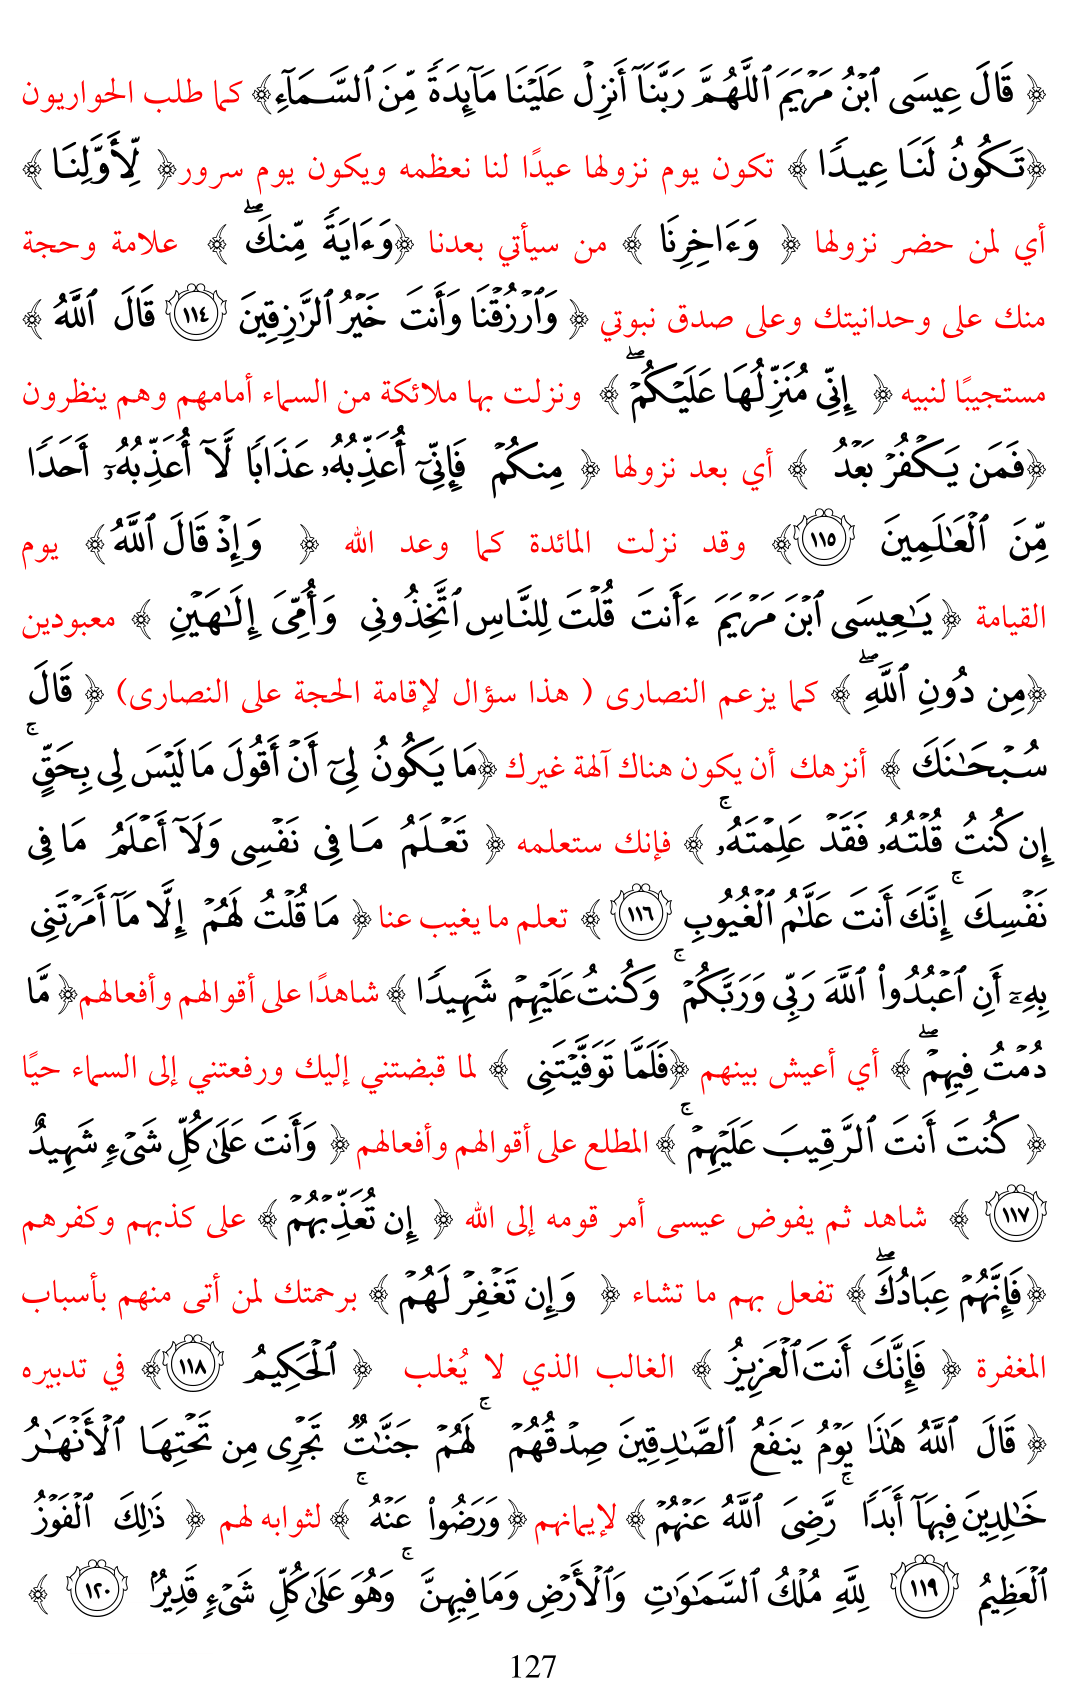 ﴿ قَالَ عِيسَى ٱبۡنُ مَرۡيَمَ ٱللَّهُمَّ رَبَّنَآ أَنزِلۡ عَلَيۡنَا مَآئِدَةٗ مِّنَ ٱلسَّمَآءِ﴾ كما طلب الحواريون
﴿تَكُونُ لَنَا عِيدٗا ﴾ تكون يوم نزولها عيدًا لنا نعظمه ويكون يوم سرور﴿ لِّأَوَّلِنَا ﴾
أي لمن حضر نزولها ﴿ وَءَاخِرِنَا ﴾ من سيأتي بعدنا ﴿وَءَايَةٗ مِّنكَۖ ﴾ علامة وحجة
منك على وحدانيتك وعلى صدق نبوتي ﴿ وَٱرۡزُقۡنَا وَأَنتَ خَيۡرُ ٱلرَّٰزِقِينَ ١١٤ قَالَ ٱللَّهُ ﴾
مستجيبًا لنبيه ﴿ إِنِّي مُنَزِّلُهَا عَلَيۡكُمۡۖ ﴾ ونزلت بها ملائكة من السماء أمامهم وهم ينظرون
﴿فَمَن يَكۡفُرۡ بَعۡدُ ﴾ أي بعد نزولها ﴿ مِنكُمۡ فَإِنِّيٓ أُعَذِّبُهُۥ عَذَابٗا لَّآ أُعَذِّبُهُۥٓ أَحَدٗا
مِّنَ ٱلۡعَٰلَمِينَ ١١٥﴾ وقد نزلت المائدة كما وعد الله ﴿ وَإِذۡ قَالَ ٱللَّهُ﴾ يوم
القيامة ﴿ يَٰعِيسَى ٱبۡنَ مَرۡيَمَ ءَأَنتَ قُلۡتَ لِلنَّاسِ ٱتَّخِذُونِي وَأُمِّيَ إِلَٰهَيۡنِ ﴾ معبودين
﴿مِن دُونِ ٱللَّهِۖ ﴾ كما يزعم النصارى ( هذا سؤال لإقامة الحجة على النصارى) ﴿ قَالَ
سُبۡحَٰنَكَ ﴾ أنزهك أن يكون هناك آلهة غيرك ﴿مَا يَكُونُ لِيٓ أَنۡ أَقُولَ مَا لَيۡسَ لِي بِحَقٍّۚ
إِن كُنتُ قُلۡتُهُۥ فَقَدۡ عَلِمۡتَهُۥۚ ﴾ فإنك ستعلمه ﴿ تَعۡلَمُ مَا فِي نَفۡسِي وَلَآ أَعۡلَمُ مَا فِي
نَفۡسِكَۚ إِنَّكَ أَنتَ عَلَّٰمُ ٱلۡغُيُوبِ ١١٦ ﴾ تعلم ما يغيب عنا ﴿ مَا قُلۡتُ لَهُمۡ إِلَّا مَآ أَمَرۡتَنِي
بِهِۦٓ أَنِ ٱعۡبُدُواْ ٱللَّهَ رَبِّي وَرَبَّكُمۡۚ وَكُنتُ عَلَيۡهِمۡ شَهِيدٗا ﴾ شاهدًا على أقوالهم وأفعالهم﴿ مَّا
دُمۡتُ فِيهِمۡۖ ﴾ أي أعيش بينهم ﴿فَلَمَّا تَوَفَّيۡتَنِي ﴾ لما قبضتني إليك ورفعتني إلى السماء حيًا
﴿ كُنتَ أَنتَ ٱلرَّقِيبَ عَلَيۡهِمۡۚ ﴾ المطلع على أقوالهم وأفعالهم ﴿ وَأَنتَ عَلَىٰ كُلِّ شَيۡءٖ شَهِيدٌ
١١٧ ﴾ شاهد ثم يفوض عيسى أمر قومه إلى الله ﴿ إِن تُعَذِّبۡهُمۡ ﴾ على كذبهم وكفرهم
﴿فَإِنَّهُمۡ عِبَادُكَۖ ﴾ تفعل بهم ما تشاء ﴿ وَإِن تَغۡفِرۡ لَهُمۡ ﴾ برحمتك لمن أتى منهم بأسباب
المغفرة ﴿ فَإِنَّكَ أَنتَ ٱلۡعَزِيزُ ﴾ الغالب الذي لا يُغلب ﴿ ٱلۡحَكِيمُ ١١٨﴾ في تدبيره
﴿ قَالَ ٱللَّهُ هَٰذَا يَوۡمُ يَنفَعُ ٱلصَّٰدِقِينَ صِدۡقُهُمۡۚ لَهُمۡ جَنَّٰتٞ تَجۡرِي مِن تَحۡتِهَا ٱلۡأَنۡهَٰرُ
خَٰلِدِينَ فِيهَآ أَبَدٗاۚ رَّضِيَ ٱللَّهُ عَنۡهُمۡ ﴾ لإيمانهم ﴿وَرَضُواْ عَنۡهُۚ ﴾ لثوابه لهم ﴿ ذَٰلِكَ ٱلۡفَوۡزُ
ٱلۡعَظِيمُ ١١٩ لِلَّهِ مُلۡكُ ٱلسَّمَٰوَٰتِ وَٱلۡأَرۡضِ وَمَا فِيهِنَّۚ وَهُوَ عَلَىٰ كُلِّ شَيۡءٖ قَدِيرُۢ ١٢٠ ﴾
127